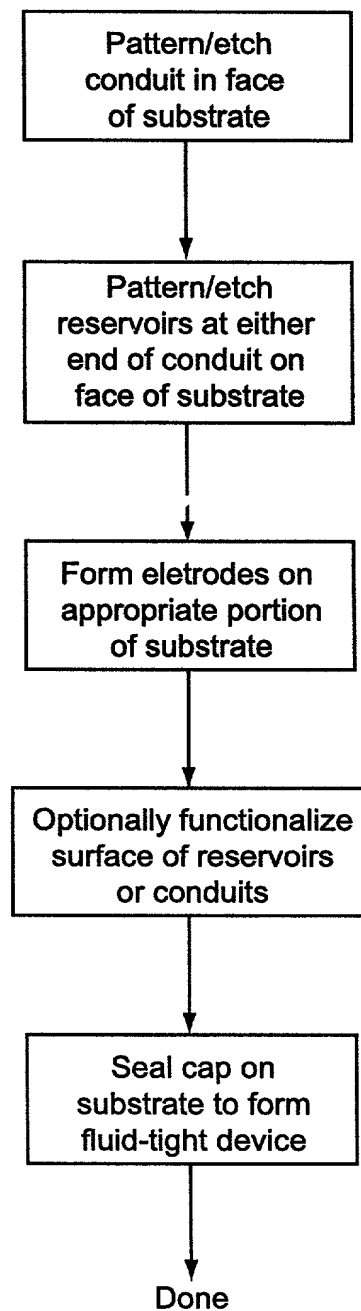 Pattern/etch
conduit in face
of substrate
Pattern/etch
reservoirs at either
end of conduit on
face of substrate
Form eletrodes on
appropriate portion
of substrate
Optionally functionalize
surface of reservoirs
or conduits
Seal cap on
substrate to form
fluid-tight device
Done